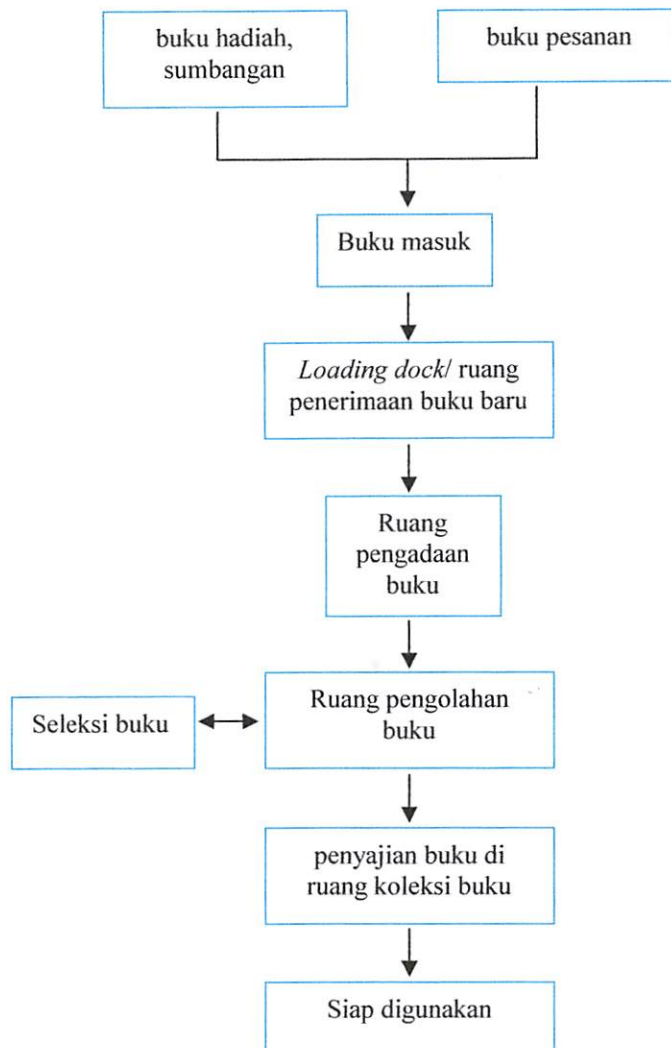 buku hadiah,
sumbangan
buku pesanan
Buku masuk
Loading dock/ ruang
penerimaan buku baru
Ruang
pengadaan
buku
Seleksi buku
Ruang pengolahan
buku
penyajian buku di
ruang koleksi buku
Siap digunakan